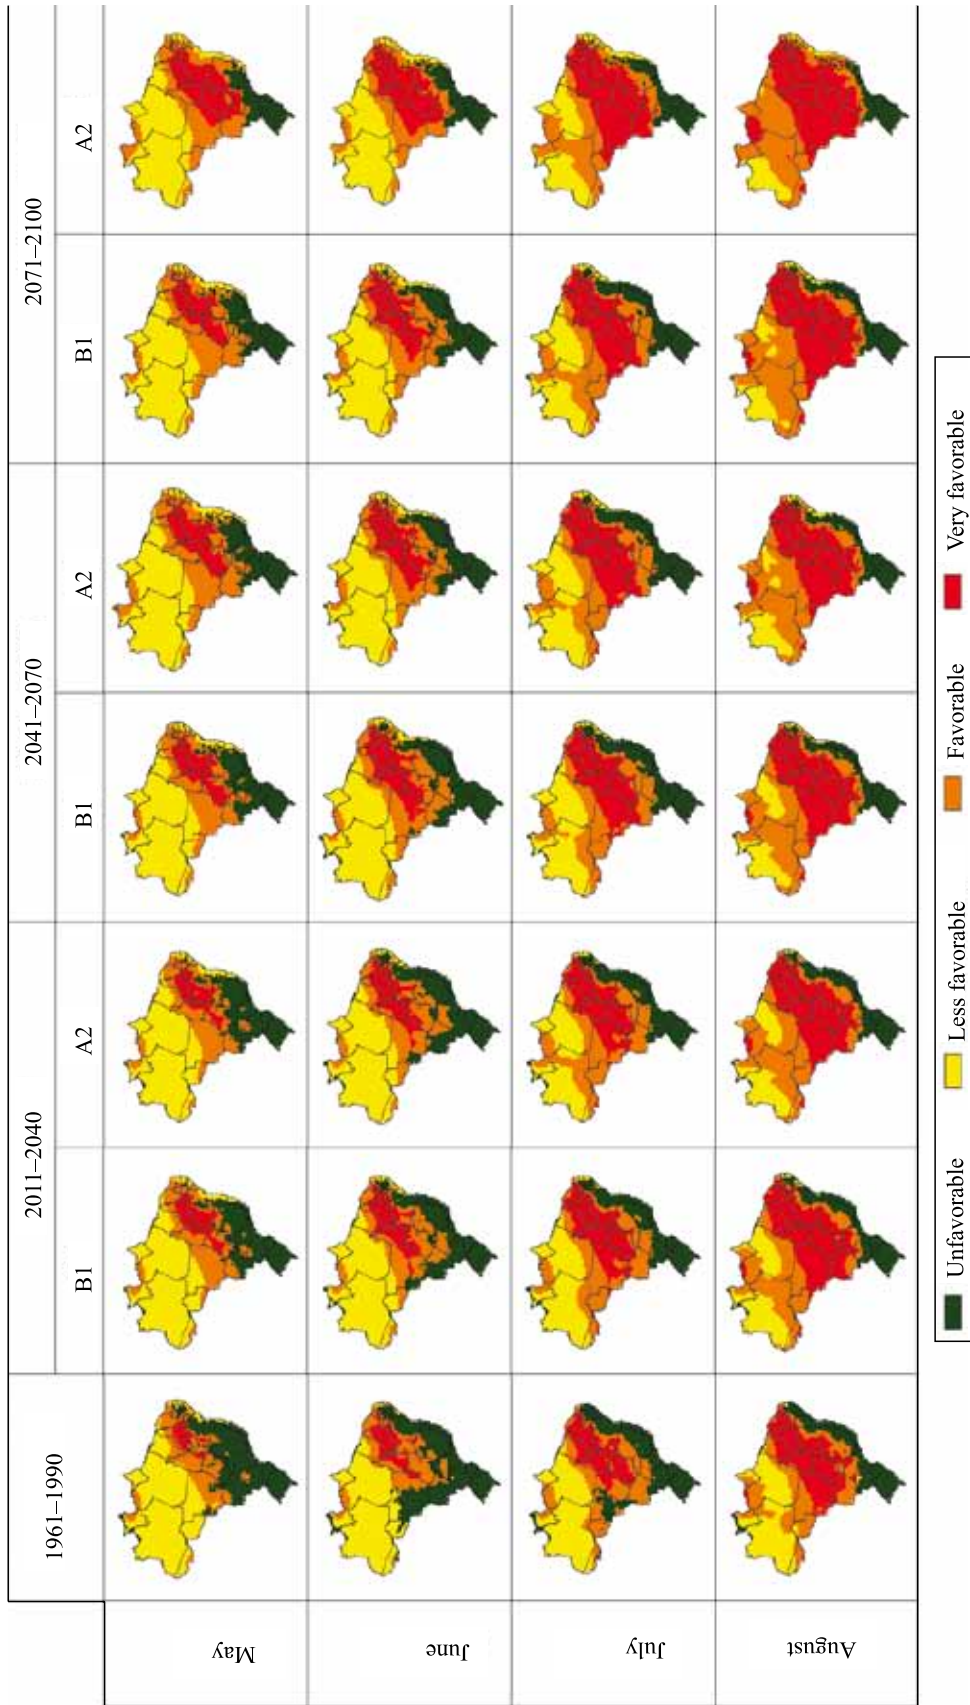 1961–1990
2011–2040
2041–2070
2071–2100
B1
A2
B1
A2
B1
A2
May
June
July
August
Unfavorable
Less favorable
Favorable
Very favorable